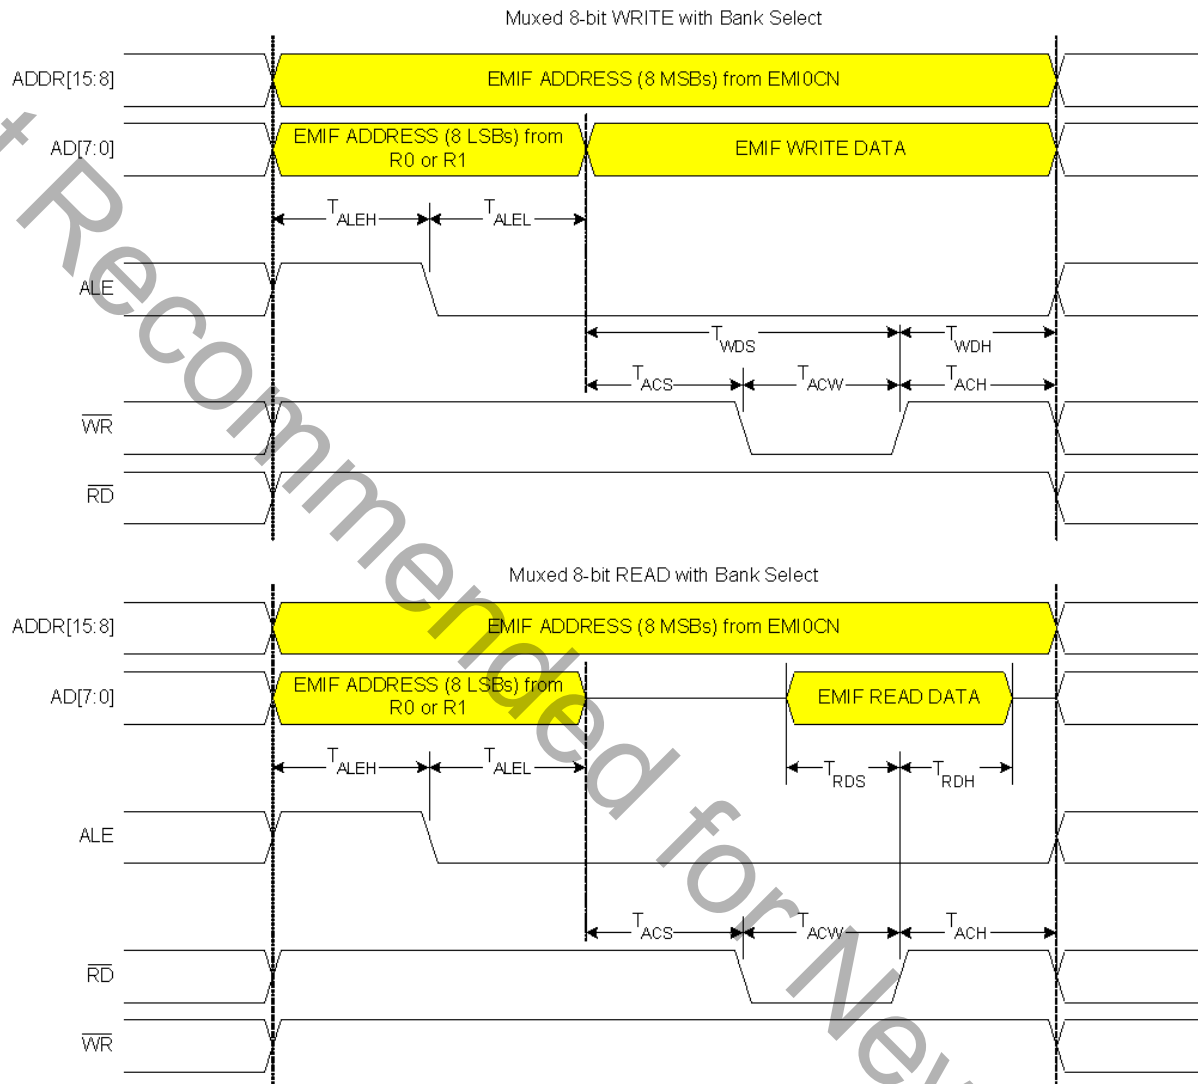 Muxed 8-bit WRITE with Bank Select
ADDR[15:8]
EMIF ADDRESS (8 MSBs) from EMI0CN
AD[7:0]
EMIF ADDRESS (8 LSBs) from
R0 or R1
EMIF WRITE DATA
TALEH
TALEL
ALE
TWDS
TWDH
TACS
TACW
TACH
WR
RD
Muxed 8-bit READ with Bank Select
ADDR[15:8]
EMIF ADDRESS (8 MSBs) from EMI0CN
AD[7:0]
EMIF ADDRESS (8 LSBs) from
R0 or R1
EMIF READ DATA
TALEH
TALEL
TRDS
TRDH
ALE
TACS
TACW
TACH
RD
WR
Recommended for New